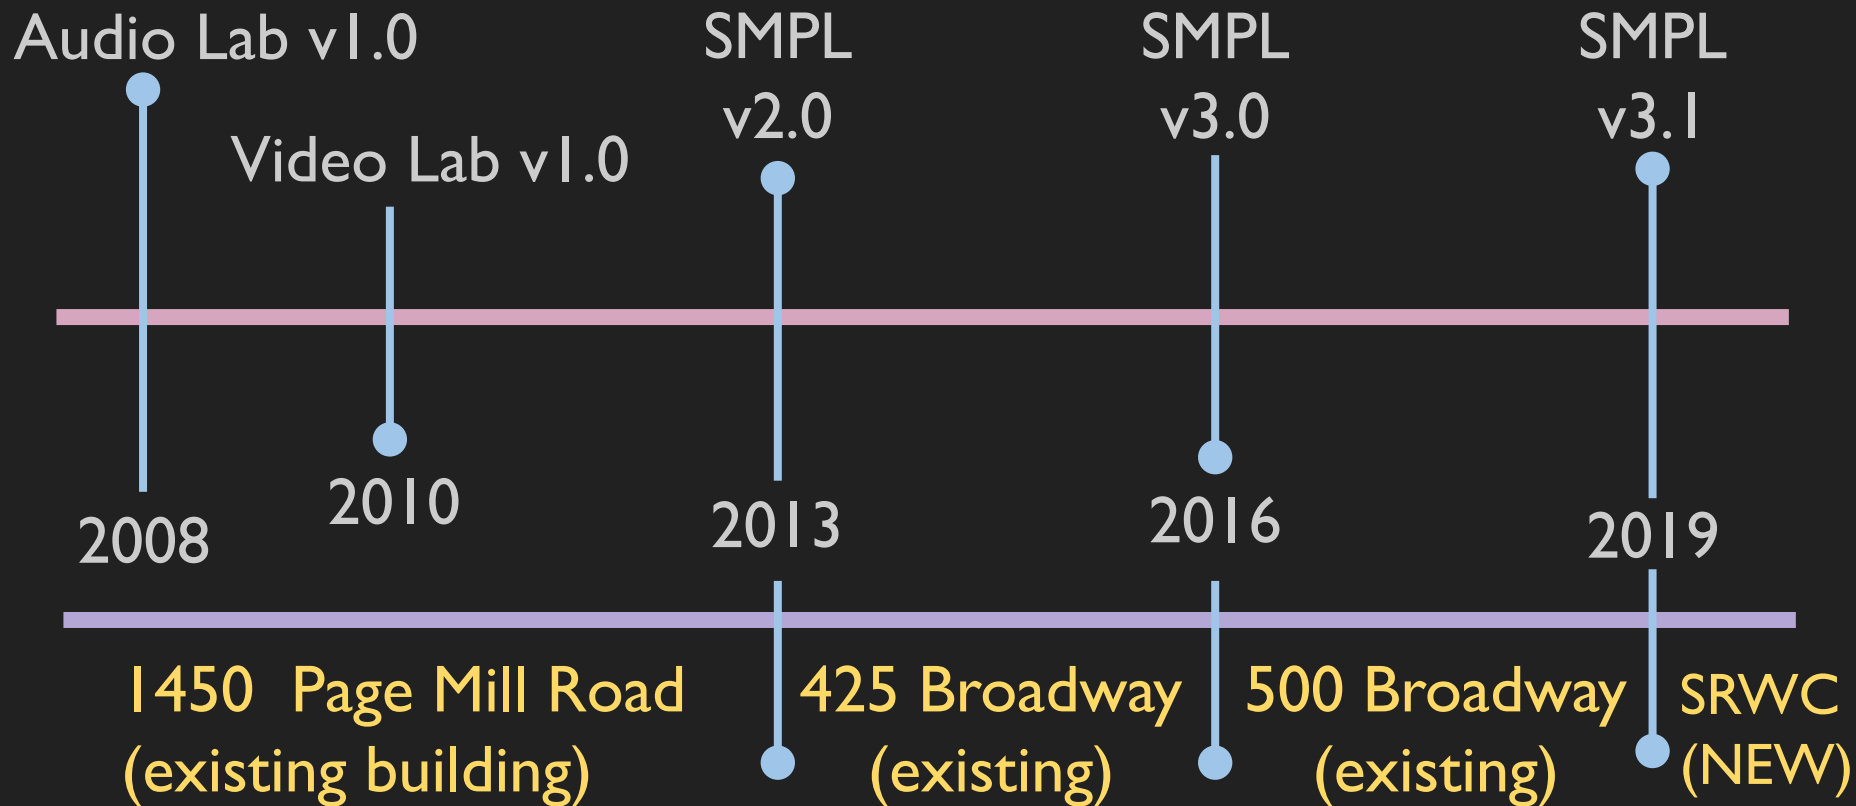 Audio Lab v1.0
Video Lab v1.0
SMPL
v2.0
SMPL
v3.0
SMPL
v3.1
2008
2010
2013
2016
2019
1450 Page Mill Road
(existing building)
425 Broadway
(existing)
500 Broadway
(existing)
SRWC
(NEW)